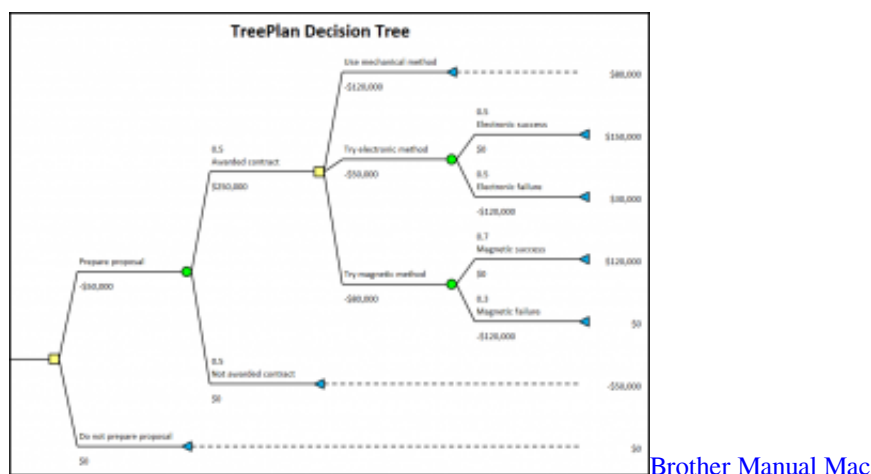 TreePlan Decision Tree
Use mechanical method
-$120,000
$80,000
0.5
Electronic success
$0
$150,000
0.5
Awarded contract
$250,000
Try electronic method
-$50,000
0.5
Electronic failure
-$120,000
$30,000
0.7
Magnetic success
$0
$120,000
Prepare proposal
-$50,000
Try magnetic method
-$80,000
0.3
Magnetic failure
-$120,000
$0
0.5
Not awarded contract
$0
-$50,000
Do not prepare proposal
$0
$0
Brother Manual Mac